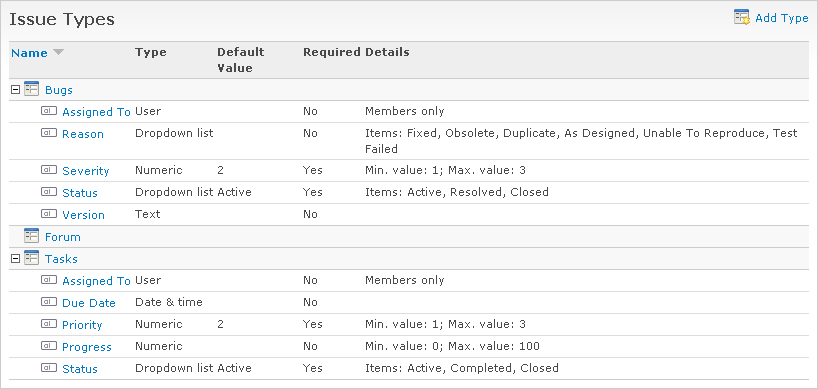 Issue Types
Add Type
Name Type Default Value Required Details
Bugs
Assigned To User No Members only
Reason Dropdown list No Items: Fixed, Obsolete, Duplicate, As Designed, Unable To Reproduce, Test
Failed
Severity Numeric 2 Yes Min. value: 1; Max. value: 3
Status Dropdown list Active Yes Items: Active, Resolved, Closed
Version Text No
Forum
Tasks
Assigned To User No Members only
Due Date Date & time No
Priority Numeric 2 Yes Min. value: 1; Max. value: 3
Progress Numeric No Min. value: 0; Max. value: 100
Status Dropdown list Active Yes Items: Active, Completed, Closed